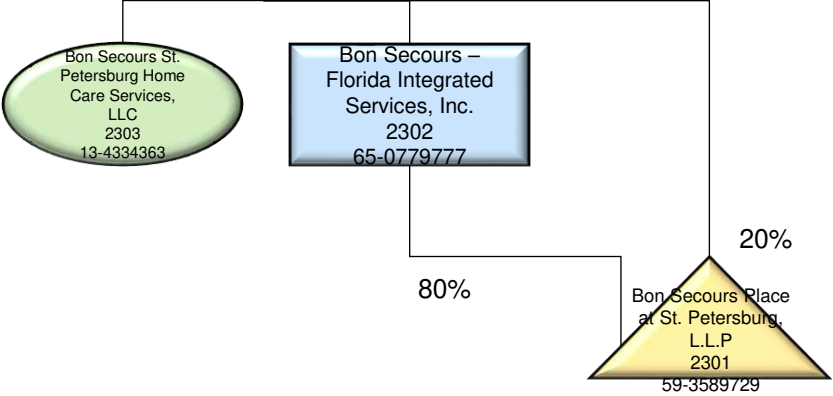 Bon Secours St.
Petersburg Home
Care Services,
LLC
2303
13-4334363
Bon Secours –
Florida Integrated
Services, Inc.
2302
65-0779777
80%
20%
Bon Secours Place
at St. Petersburg,
L.L.P
2301
59-3589729